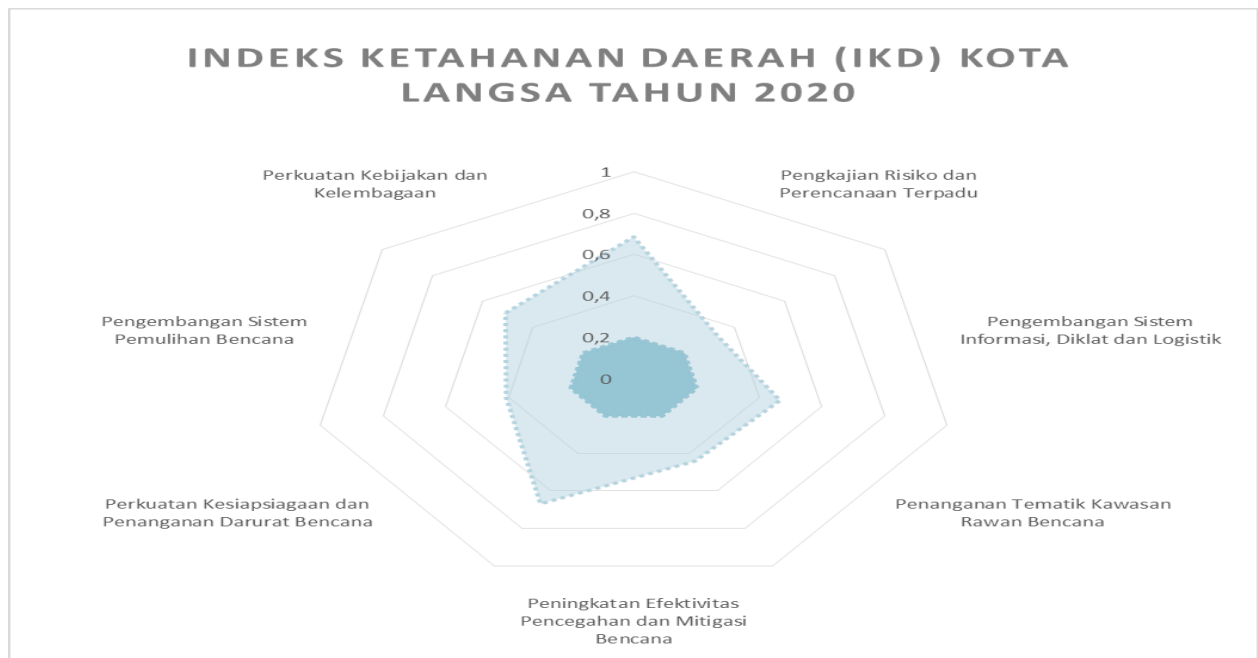 INDEKS KETAHANAN DAERAH (IKD) KOTA
LANGSA TAHUN 2020
Perkuatan Kebijakan dan
Kelembagaan
1
0,8
0,6
0,4
0,2
0
Pengkajian Risiko dan
Perencanaan Terpadu
Pengembangan Sistem
Informasi, Diklat dan Logistik
Penanganan Tematik Kawasan
Rawan Bencana
Peningkatan Efektivitas
Pencegahan dan Mitigasi
Bencana
Perkuatan Kesiapsiagaan dan
Penanganan Darurat Bencana
Pengembangan Sistem
Pemulihan Bencana